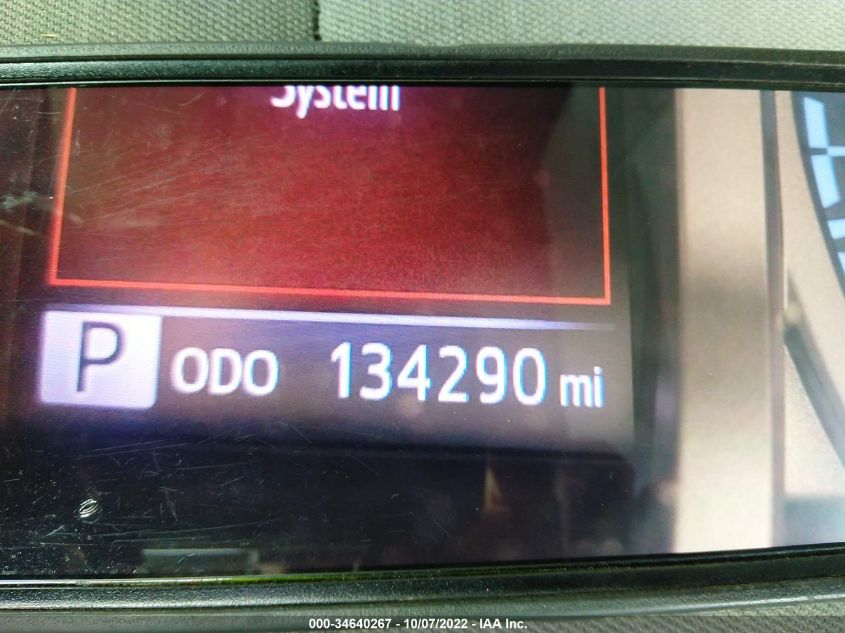 System
P ODO 134290 mi
000-34640267 - 10/07/2022 - IAA Inc.